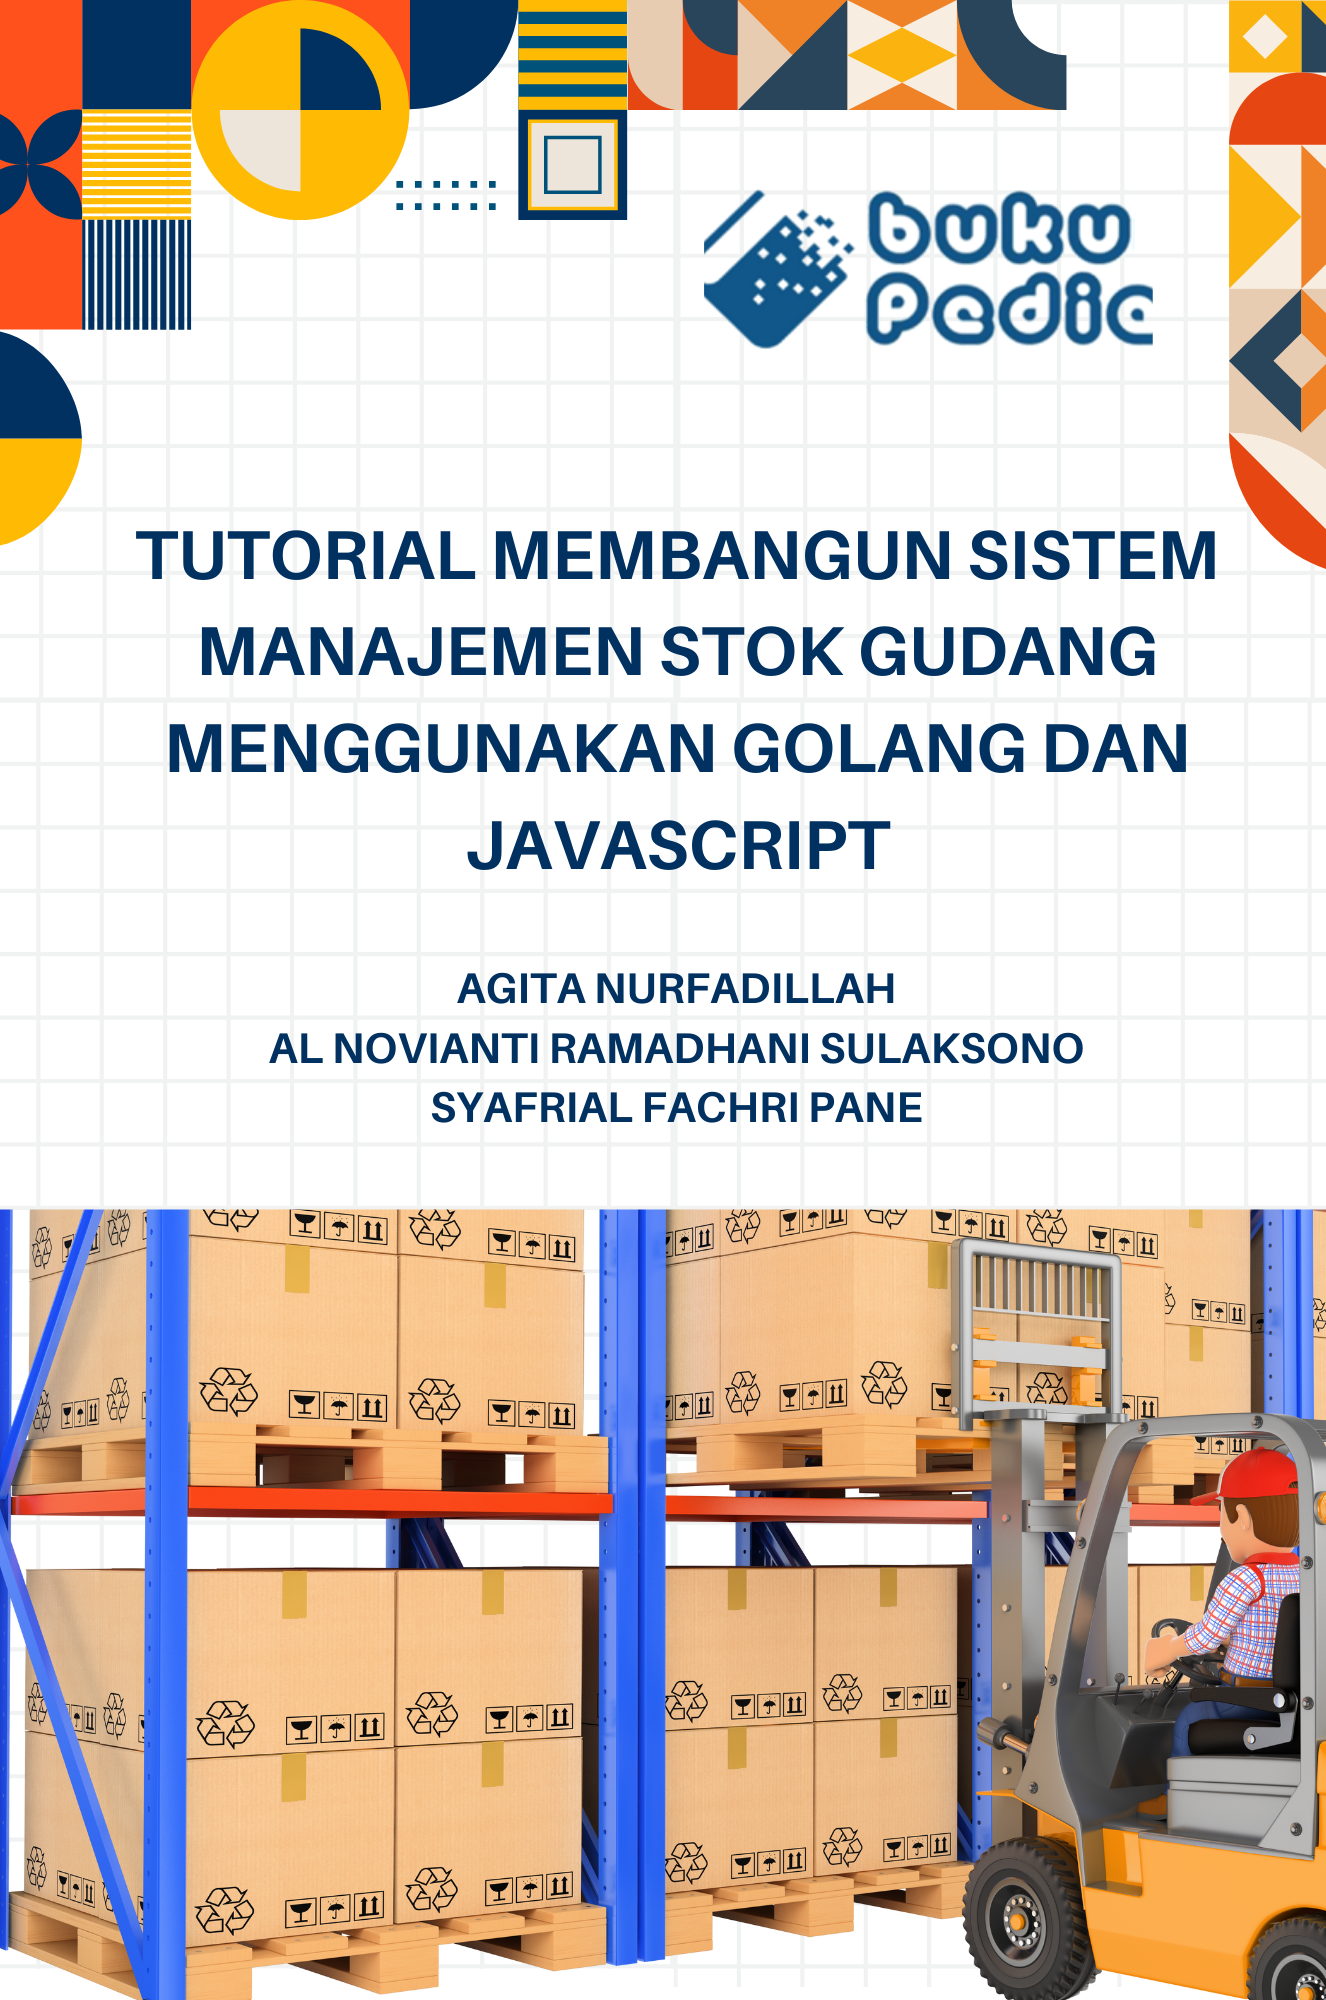 buku
Pedia
TUTORIAL MEMBANGUN SISTEM
MANAJEMEN STOK GUDANG
MENGGUNAKAN GOLANG DAN
JAVASCRIPT
AGITA NURFADILLAH
AL NOVIANTI RAMADHANI SULAKSONO
SYAFRIAL FACHRI PANE